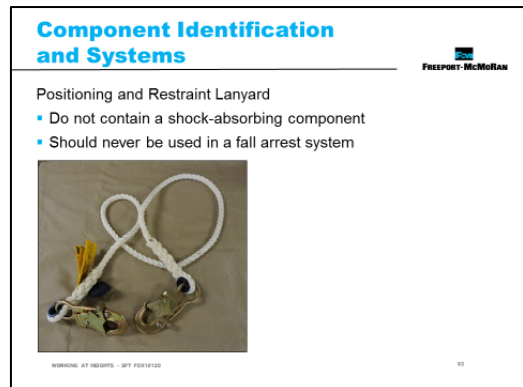 Component Identification
and Systems
FCX
FREEPORT-MCMORAN
Positioning and Restraint Lanyard
▪ Do not contain a shock-absorbing component
▪ Should never be used in a fall arrest system
WORKING AT HEIGHTS - SFT FCX1012C